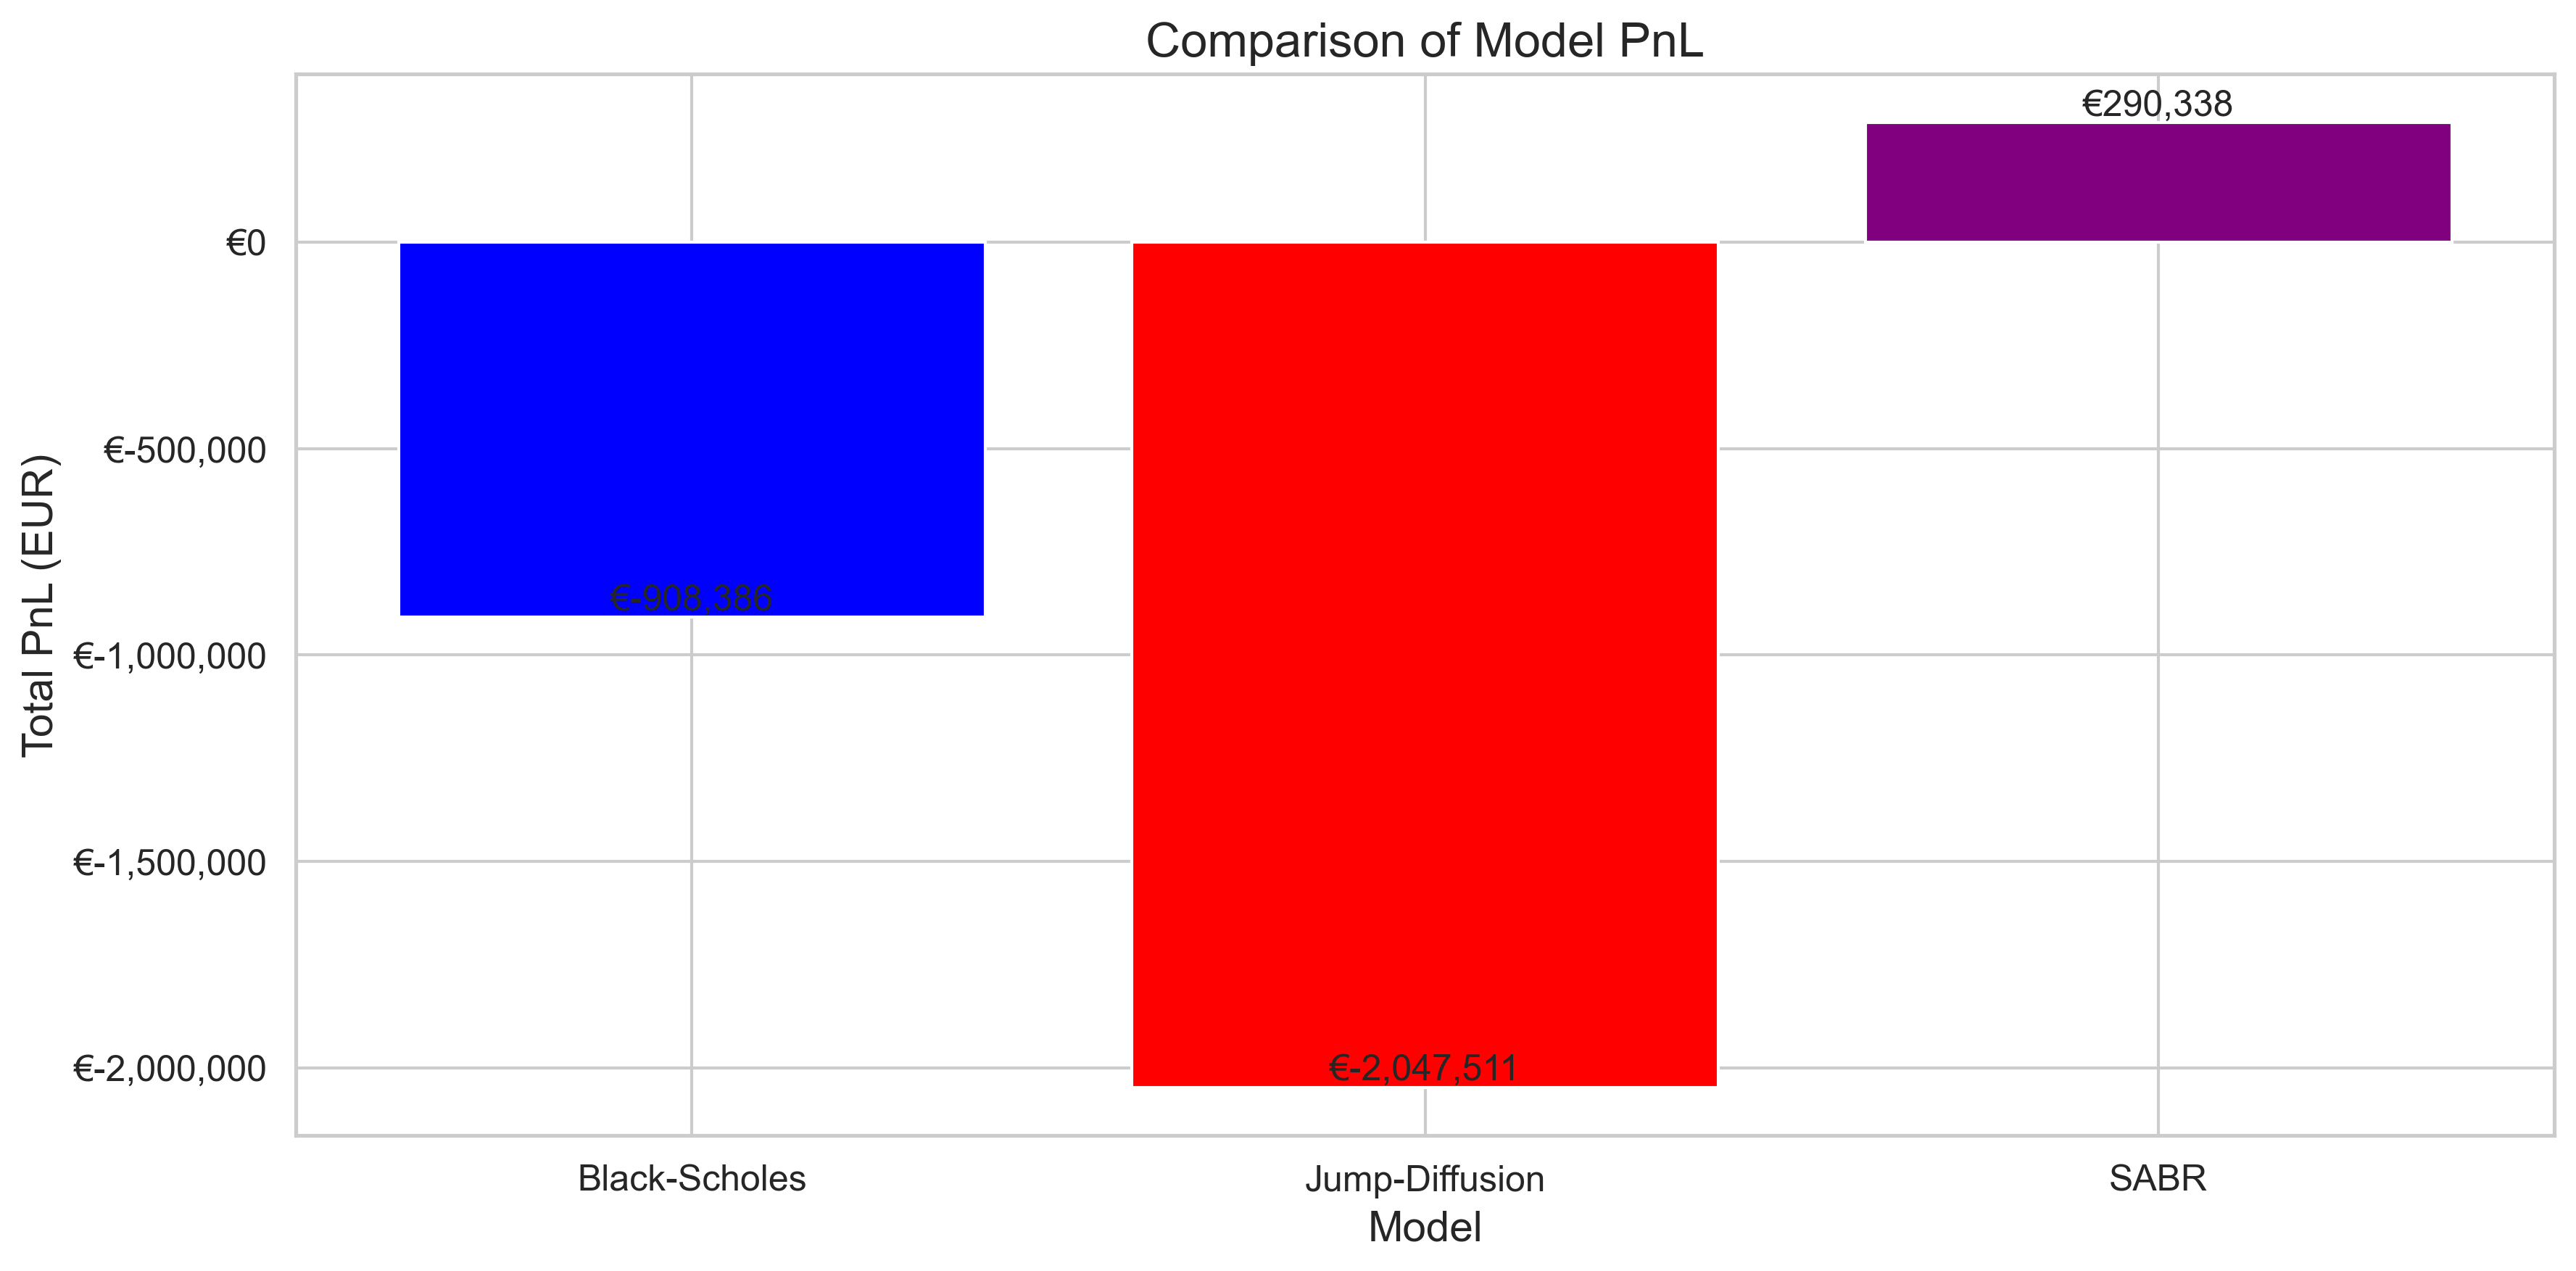 Comparison of Model PnL
€290,338
€0
€-500,000
€-908,386
€-1,000,000
€-1,500,000
€-2,000,000
€-2,047,511
Total PnL (EUR)
Black-Scholes
Jump-Diffusion
SABR
Model